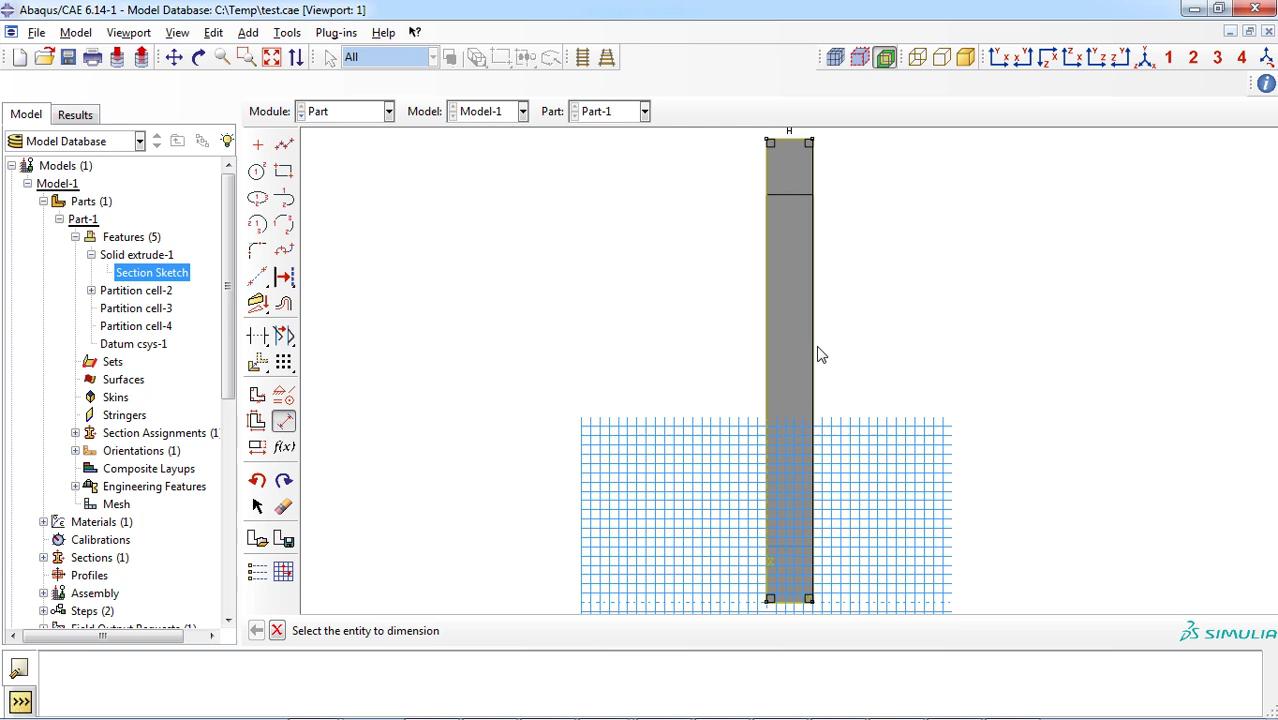 Abaqus/CAE 6.14-1 - Model Database: C:\Temp\test.cae [Viewport: 1]
File Model Viewport View Edit Add Tools Plug-ins Help
All
1 2 3 4
Model Results
Module: Part Model: Model-1 Part: Part-1
Model Database
Models (1)
Model-1
Parts (1)
Part-1
Features (5)
Solid extrude-1
Section Sketch
Partition cell-2
Partition cell-3
Partition cell-4
Datum csys-1
Sets
Surfaces
Skins
Stringers
Section Assignments (1)
Orientations (1)
Composite Layups
Engineering Features
Mesh
Materials (1)
Calibrations
Sections (1)
Profiles
Assembly
Steps (2)
Field Output Requests (1)
H
f(x)
Select the entity to dimension
SIMULIA
>>>